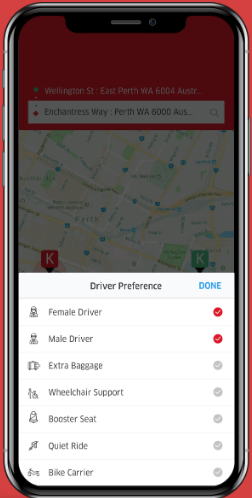 Wellington St : East Perth WA 6004 Austr...
Enchantress Way : Perth WA 6000 Aus...
Perth
K
K
Driver Preference
DONE
Female Driver
Male Driver
Extra Baggage
Wheelchair Support
Booster Seat
Quiet Ride
Bike Carrier